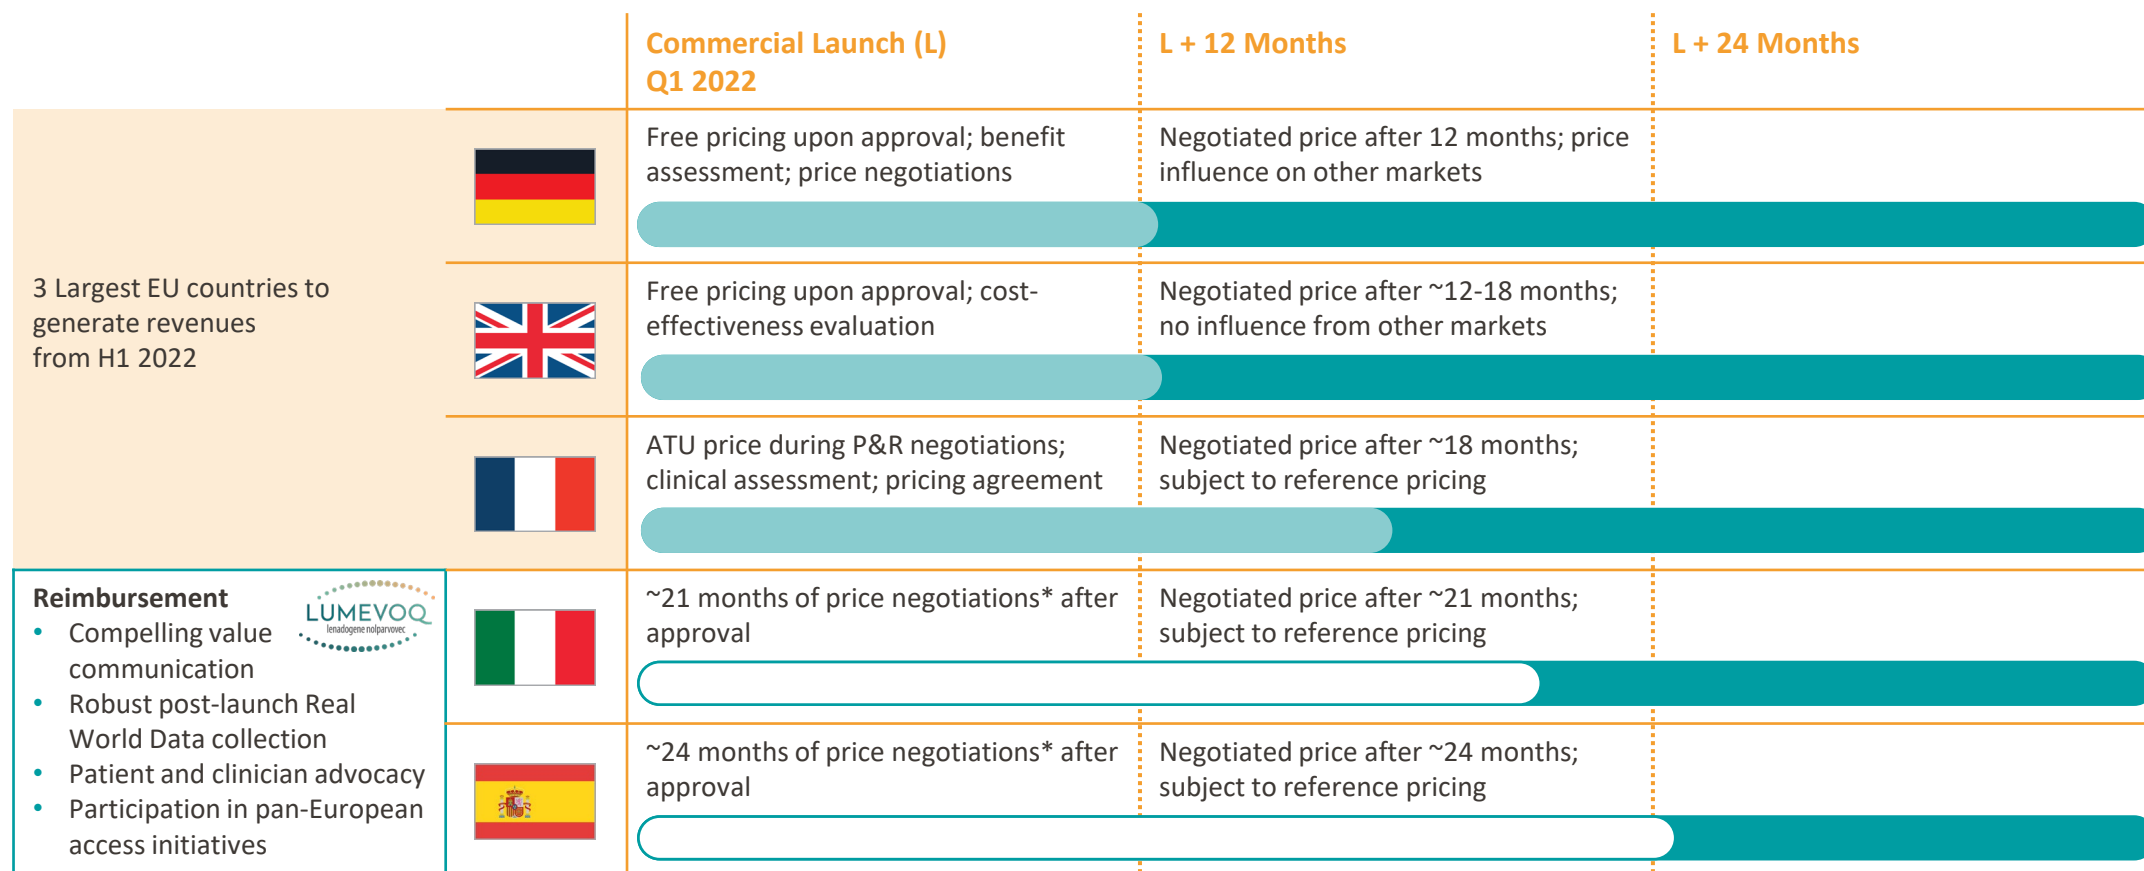 Commercial Launch (L)
Q1 2022
L + 12 Months
L + 24 Months
3 Largest EU countries to
generate revenues
from H1 2022
Free pricing upon approval; benefit
assessment; price negotiations
Negotiated price after 12 months; price
influence on other markets
Free pricing upon approval; cost-
effectiveness evaluation
Negotiated price after ~12-18 months;
no influence from other markets
ATU price during P&R negotiations;
clinical assessment; pricing agreement
Negotiated price after ~18 months;
subject to reference pricing
Reimbursement
• Compelling value
communication
• Robust post-launch Real
World Data collection
• Patient and clinician advocacy
• Participation in pan-European
access initiatives
LUMEVOQ
lenadogene nolparvovec
~21 months of price negotiations* after
approval
Negotiated price after ~21 months;
subject to reference pricing
~24 months of price negotiations* after
approval
Negotiated price after ~24 months;
subject to reference pricing